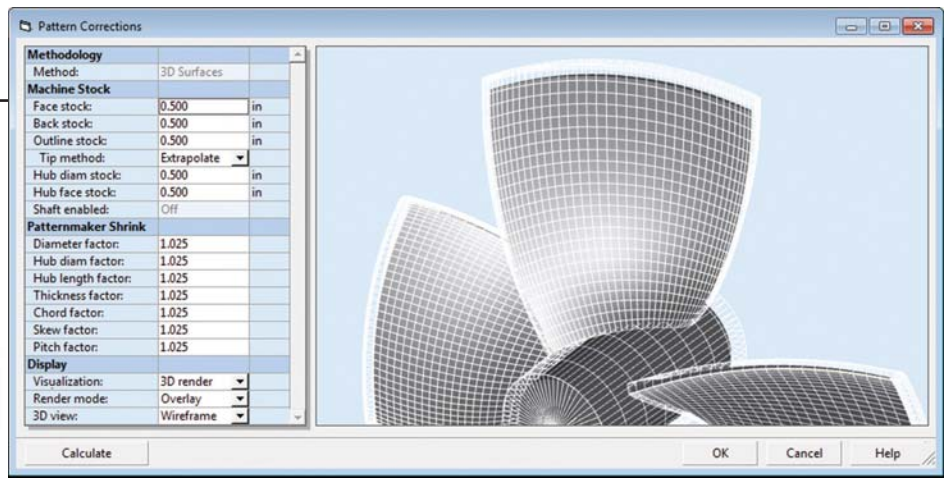 Pattern Corrections
Methodology
Method: 3D Surfaces
Machine Stock
Face stock: 0.500 in
Back stock: 0.500 in
Outline stock: 0.500 in
Tip method: Extrapolate
Hub diam stock: 0.500 in
Hub face stock: 0.500 in
Shaft enabled: Off
Patternmaker Shrink
Diameter factor: 1.025
Hub diam factor: 1.025
Hub length factor: 1.025
Thickness factor: 1.025
Chord factor: 1.025
Skew factor: 1.025
Pitch factor: 1.025
Display
Visualization: 3D render
Render mode: Overlay
3D view: Wireframe
Calculate OK Cancel Help